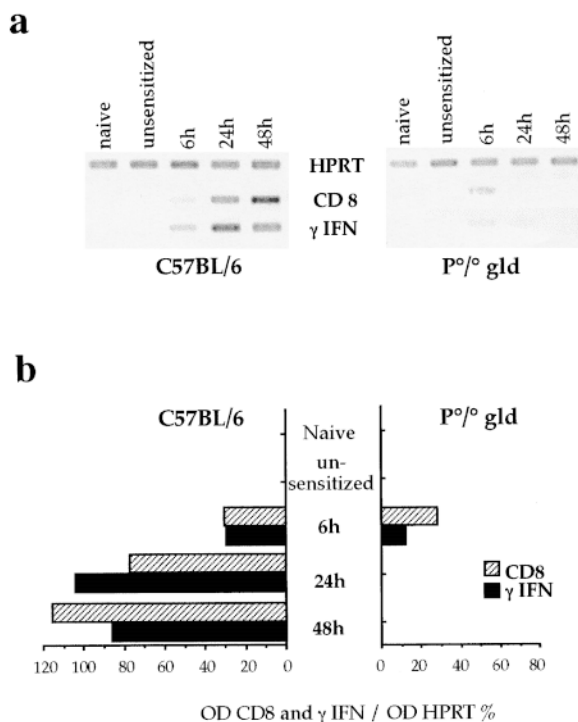 a
naive unsensitized 6h 24h 48h naive unsensitized 6h 24h 48h
HPRT
CD 8
γ IFN
C57BL/6 P°/° gld
b
C57BL/6 P°/° gld
Naive
un-
sensitized
6h
24h
48h
CD8
γ IFN
120 100 80 60 40 20 0 0 20 40 60 80
OD CD8 and γ IFN / OD HPRT %